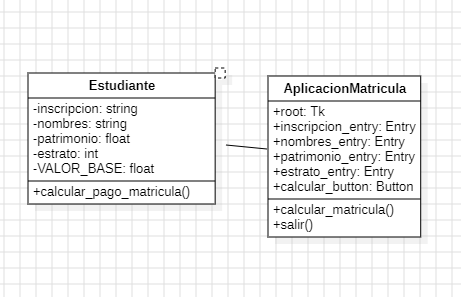 Estudiante
-inscripcion: string
-nombres: string
-patrimonio: float
-estrato: int
-VALOR_BASE: float
+calcular_pago_matricula()
AplicacionMatricula
+root: Tk
+inscripcion_entry: Entry
+nombres_entry: Entry
+patrimonio_entry: Entry
+estrato_entry: Entry
+calcular_button: Button
+calcular_matricula()
+salir()